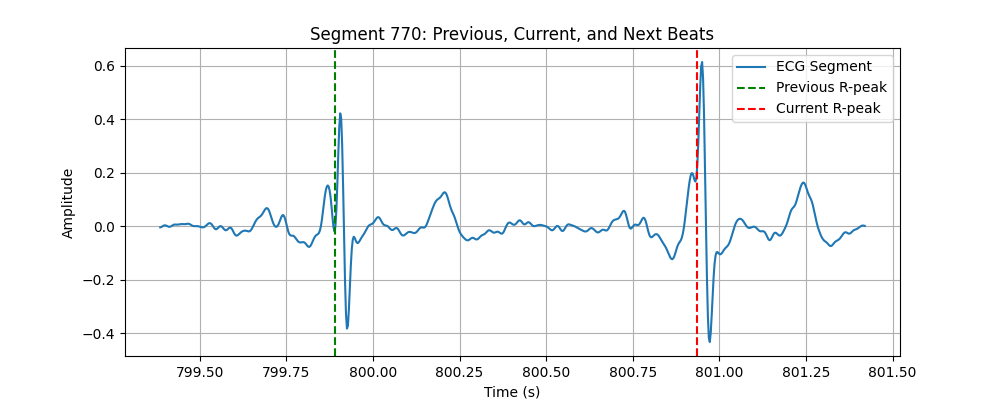 Segment 770: Previous, Current, and Next Beats
ECG Segment
Previous R-peak
Current R-peak
Amplitude
0.6
0.4
0.2
0.0
−0.2
−0.4
799.50 799.75 800.00 800.25 800.50 800.75 801.00 801.25 801.50
Time (s)